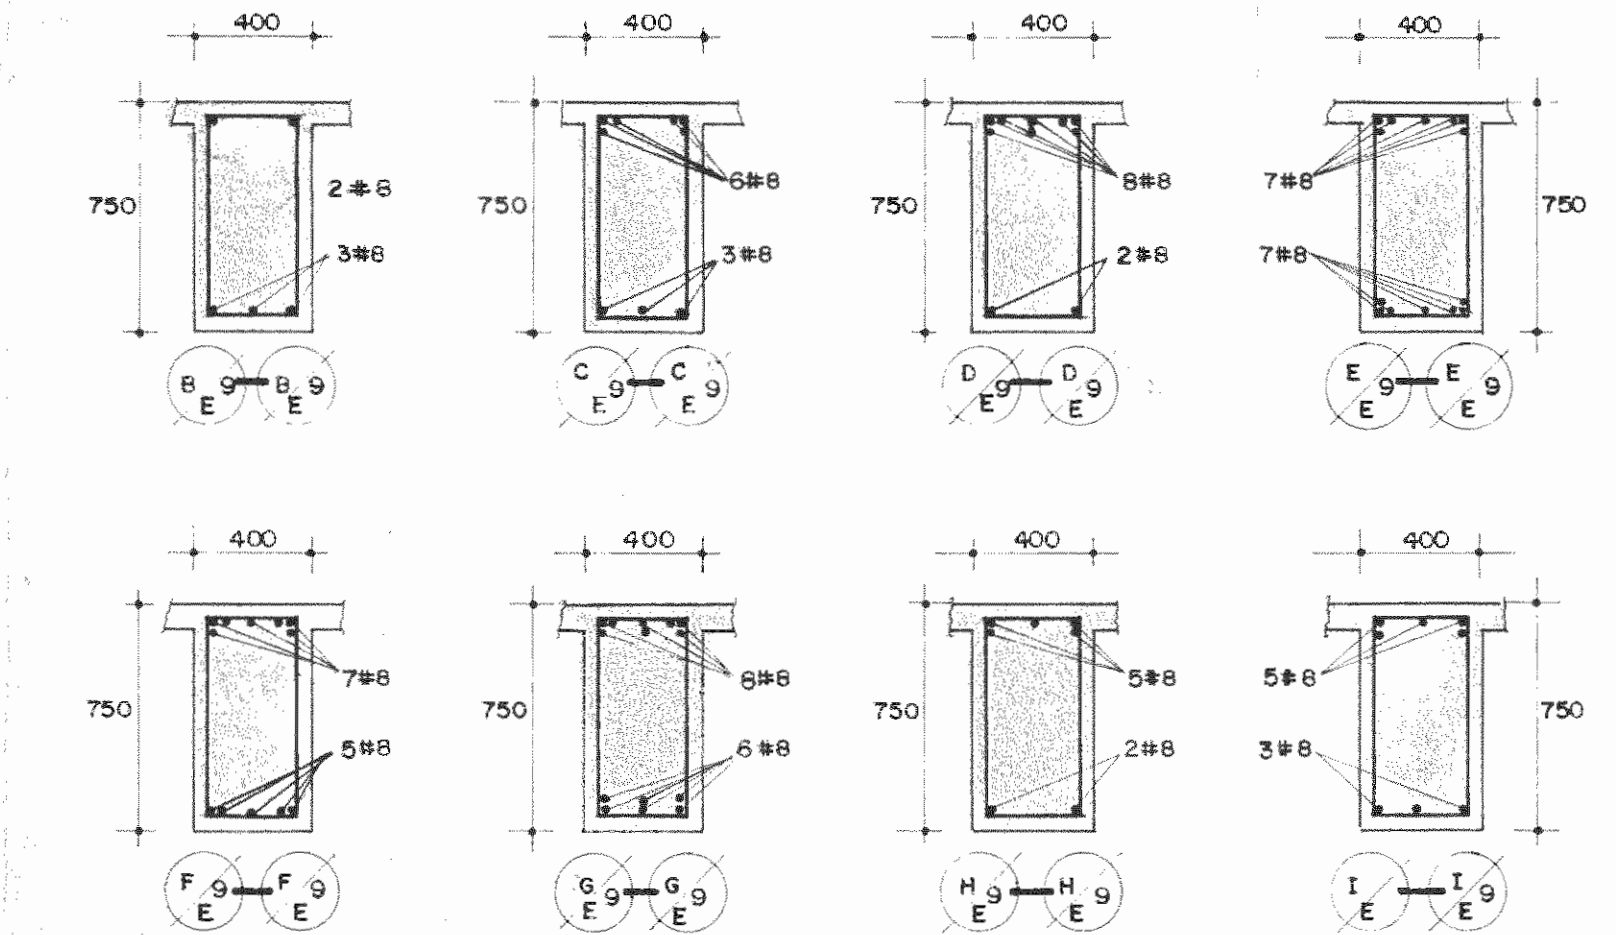 400 400 400 400
2#8 6#8 8#8 7#8
750 750 750 750
3#8 3#8 2#8 7#8
B 9 B 9 C 9 C 9 D 9 D 9 E 9 E 9
E E E E E E E E
400 400 400 400
7#8 8#8 5#8 5#8
750 750 750 750
5#8 6#8 2#8 3#8
F 9 F 9 G 9 G 9 H 9 H 9 I I 9
E E E E E E E E